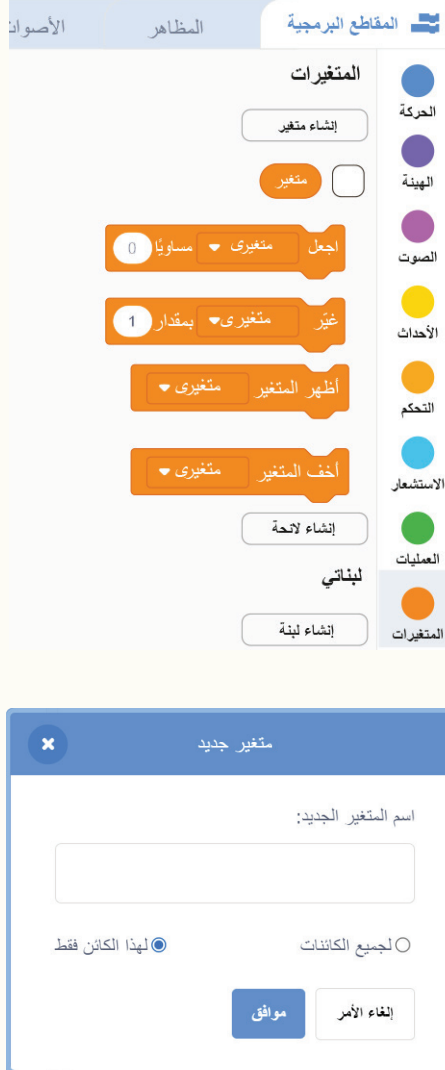 المقاطع البرمجية
المظاهر
الحركة
الهيئة
الصوت
الأحداث
التحكم
الاستشعار
العمليات
المتغيرات
المتغيرات
إنشاء متغير
متغير
اجعل متغيرى مساويًا 0
غيّر متغيرى بمقدار 1
أظهر المتغير متغيرى
أخف المتغير متغيرى
إنشاء لائحة
لبناتي
إنشاء لبنة
متغير جديد
اسم المتغير الجديد:
لجميع الكائنات لهذا الكائن فقط
إلغاء الأمر موافق